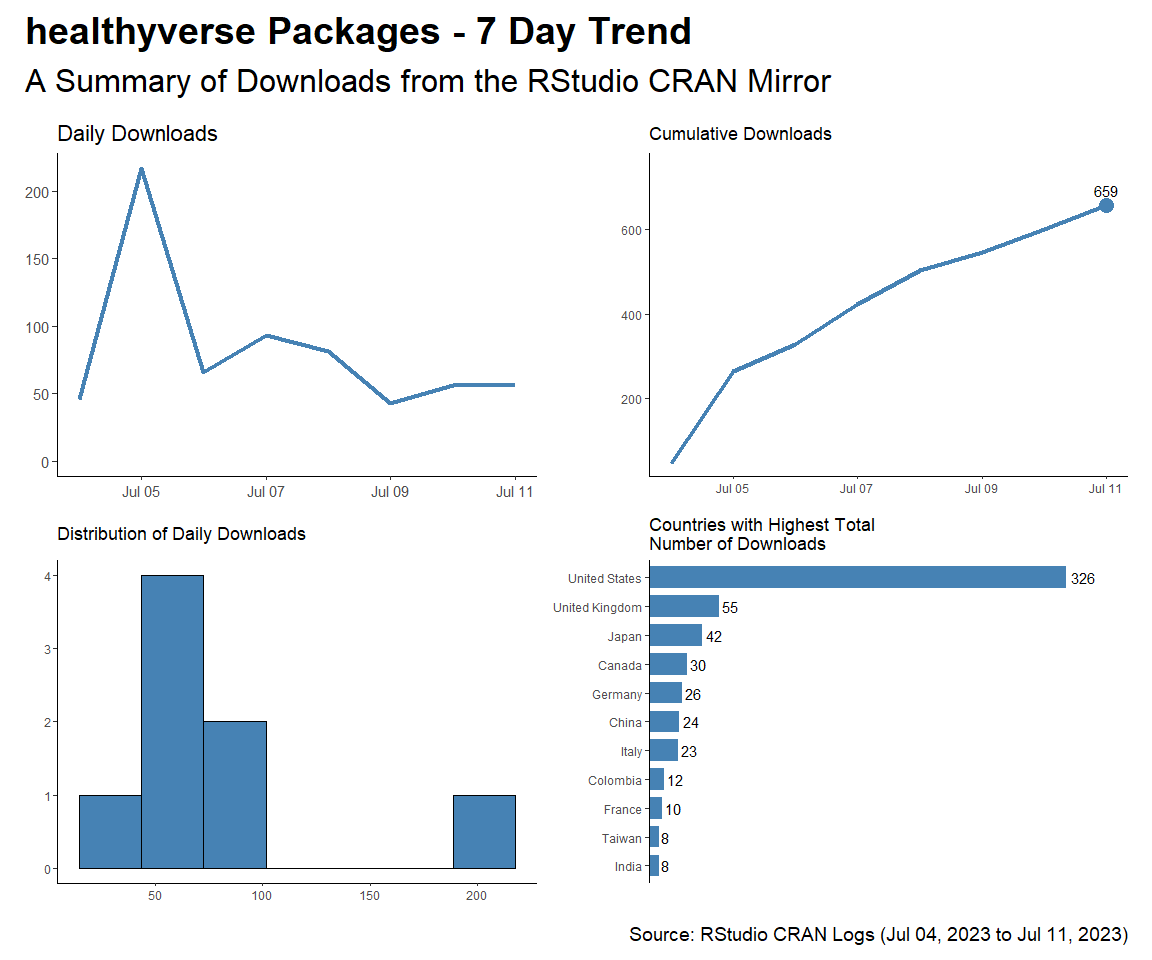 healthyverse Packages - 7 Day Trend
A Summary of Downloads from the RStudio CRAN Mirror
Daily Downloads
200
150
100
50
0
Jul 05 Jul 07 Jul 09 Jul 11
Cumulative Downloads
659
600
400
200
Jul 05 Jul 07 Jul 09 Jul 11
Distribution of Daily Downloads
4
3
2
1
0
50 100 150 200
Countries with Highest Total
Number of Downloads
United States 326
United Kingdom 55
Japan 42
Canada 30
Germany 26
China 24
Italy 23
Colombia 12
France 10
Taiwan 8
India 8
Source: RStudio CRAN Logs (Jul 04, 2023 to Jul 11, 2023)